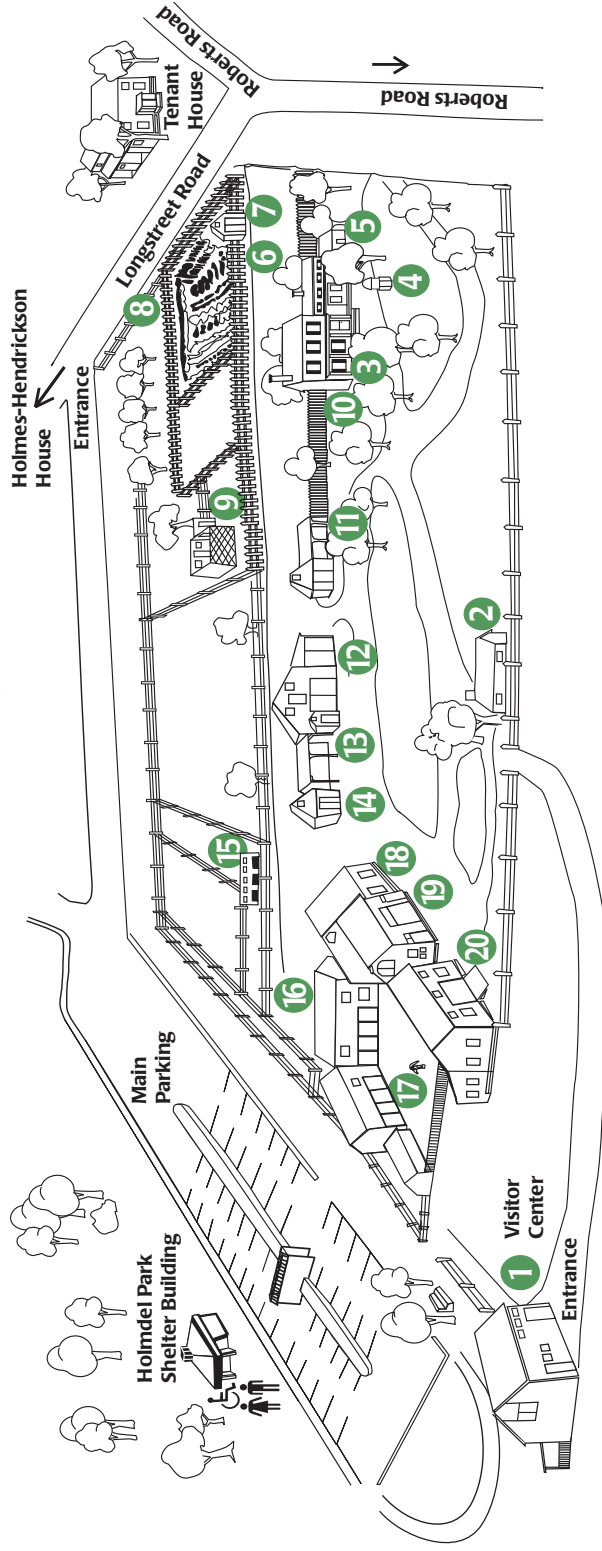 Holmes-Hendrickson
House
Entrance
Longstreet Road
Roberts Road
Roberts Road
Tenant
House
Main
Parking
Holmdel Park
Shelter Building
Visitor
Center
Entrance
1
2
3
4
5
6
7
8
9
10
11
12
13
14
15
16
17
18
19
20